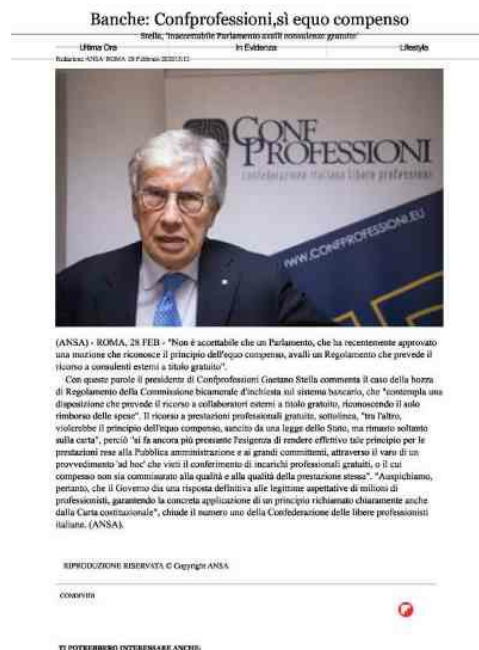 Banche: Confprofessioni,sì equo compenso
Stella, 'inaccettabile Parlamento avalli consulenze gratuite'
Ultima Ora In Evidenza Lifestyle
Redazione ANSA ROMA
CONF
PROFESSIONI
confederazione italiana libere professioni
WWW.CONFPROFESSIONI.EU
(ANSA) - ROMA, 28 FEB - "Non è accettabile che un Parlamento, che ha recentemente approvato
una mozione che riconosce il principio dell'equo compenso, avalli un Regolamento che prevede il
ricorso a consulenti esterni a titolo gratuito".
Con queste parole il presidente di Confprofessioni Gaetano Stella commenta il caso della bozza
di Regolamento della Commissione bicamerale d'inchiesta sul sistema bancario, che "contempla una
disposizione che prevede il ricorso a collaboratori esterni a titolo gratuito, riconoscendo il solo
rimborso delle spese". Il ricorso a prestazioni professionali gratuite, sottolinea, "tra l'altro,
violerebbe il principio dell'equo compenso, sancito da una legge dello Stato, ma rimasto soltanto
sulla carta", perciò "si fa ancora più pressante l'esigenza di rendere effettivo tale principio per le
prestazioni rese alla Pubblica amministrazione e ai grandi committenti, attraverso il varo di un
provvedimento 'ad hoc' che vieti il conferimento di incarichi professionali gratuiti, o il cui
compenso non sia commisurato alla qualità e alla qualità della prestazione stessa". "Auspichiamo,
pertanto, che il Governo dia una risposta definitiva alle legittime aspettative di milioni di
professionisti, garantendo la concreta applicazione di un principio richiamato chiaramente anche
dalla Carta costituzionale", chiude il numero uno della Confederazione delle libere professionisti
italiane. (ANSA).
RIPRODUZIONE RISERVATA © Copyright ANSA
CONDIVIDI
TI POTREBBERO INTERESSARE ANCHE: